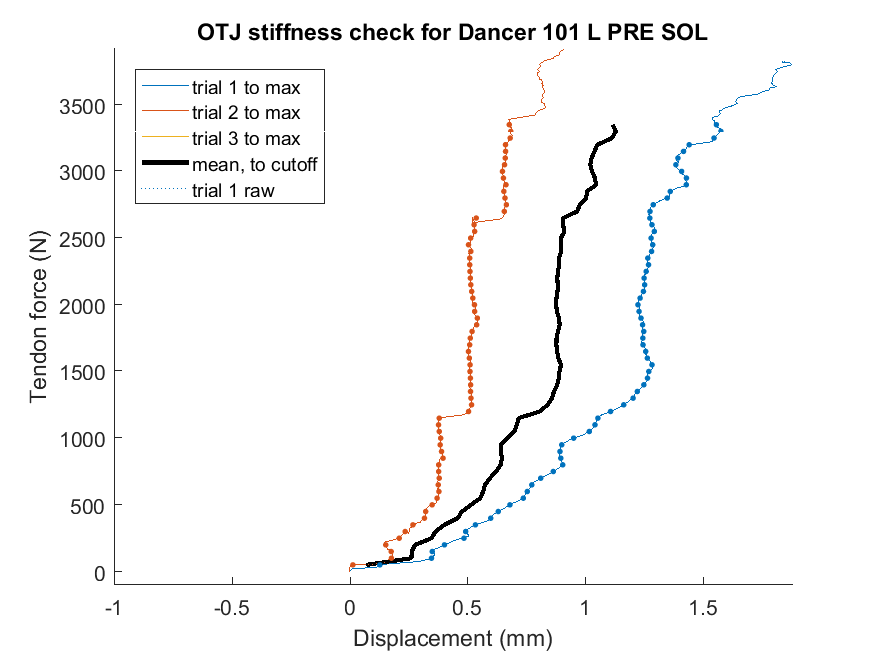 OTJ stiffness check for Dancer 101 L PRE SOL
trial 1 to max
trial 2 to max
trial 3 to max
mean, to cutoff
trial 1 raw
3500
3000
2500
2000
1500
1000
500
0
Tendon force (N)
-1
-0.5
0
0.5
1
1.5
Displacement (mm)